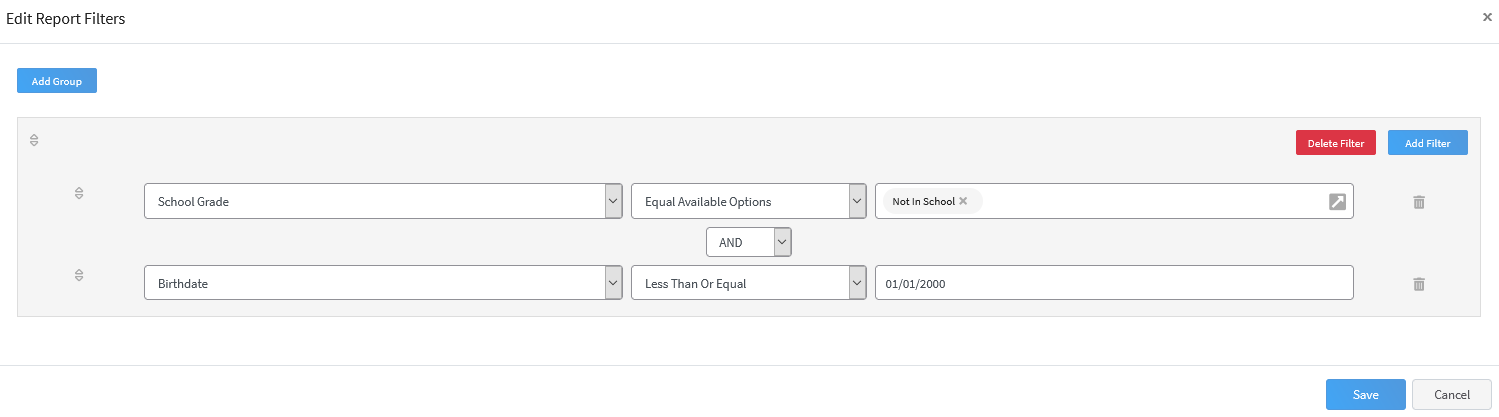 Edit Report Filters ×
Add Group
Delete Filter Add Filter
School Grade Equal Available Options Not In School ×
AND
Birthdate Less Than Or Equal 01/01/2000
Save Cancel